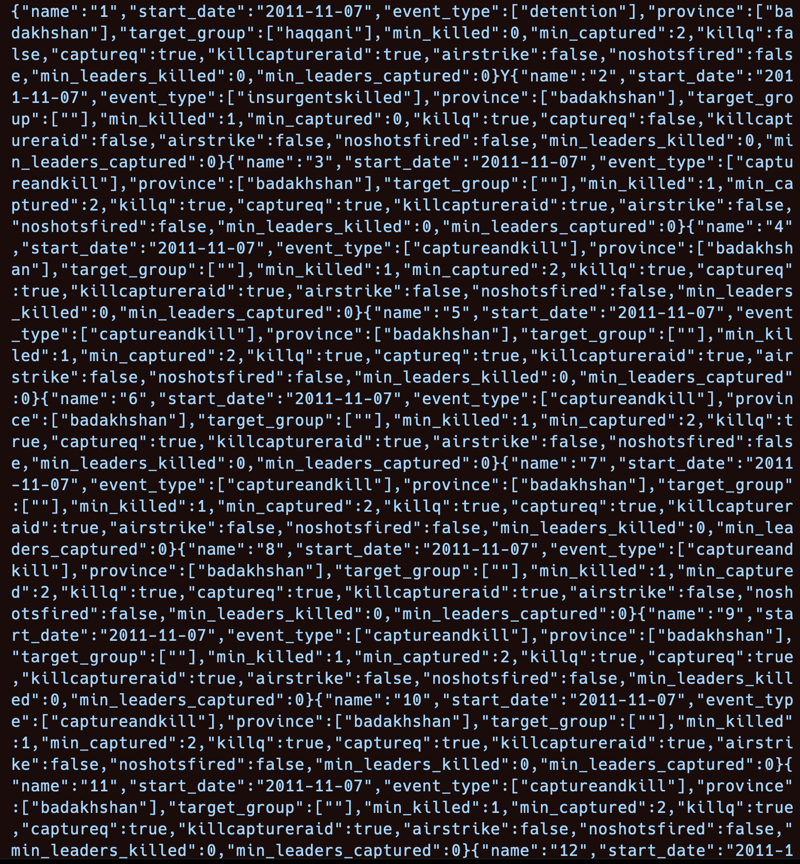 {"name":"1","start_date":"2011-11-07","event_type":["detention"],"province":["ba
dakhshan"],"target_group":["haqqani"],"min_killed":0,"min_captured":2,"killq":fa
lse,"captureq":true,"killcaptureraid":true,"airstrike":false,"noshotsfired":fals
e,"min_leaders_killed":0,"min_leaders_captured":0}Y{"name":"2","start_date":"201
1-11-07","event_type":["insurgentskilled"],"province":["badakhshan"],"target_gro
up":[""],"min_killed":1,"min_captured":0,"killq":true,"captureq":false,"killcapt
ureraid":false,"airstrike":false,"noshotsfired":false,"min_leaders_killed":0,"mi
n_leaders_captured":0}{"name":"3","start_date":"2011-11-07","event_type":["captu
reandkill"],"province":["badakhshan"],"target_group":[""],"min_killed":1,"min_ca
ptured":2,"killq":true,"captureq":true,"killcaptureraid":true,"airstrike":false,
"noshotsfired":false,"min_leaders_killed":0,"min_leaders_captured":0}{"name":"4"
,"start_date":"2011-11-07","event_type":["captureandkill"],"province":["badakhsh
an"],"target_group":[""],"min_killed":1,"min_captured":2,"killq":true,"captureq"
:true,"killcaptureraid":true,"airstrike":false,"noshotsfired":false,"min_leaders
_killed":0,"min_leaders_captured":0}{"name":"5","start_date":"2011-11-07","event
_type":["captureandkill"],"province":["badakhshan"],"target_group":[""],"min_kil
led":1,"min_captured":2,"killq":true,"captureq":true,"killcaptureraid":true,"air
strike":false,"noshotsfired":false,"min_leaders_killed":0,"min_leaders_captured"
:0}{"name":"6","start_date":"2011-11-07","event_type":["captureandkill"],"provin
ce":["badakhshan"],"target_group":[""],"min_killed":1,"min_captured":2,"killq":t
rue,"captureq":true,"killcaptureraid":true,"airstrike":false,"noshotsfired":fals
e,"min_leaders_killed":0,"min_leaders_captured":0}{"name":"7","start_date":"2011
-11-07","event_type":["captureandkill"],"province":["badakhshan"],"target_group"
:[""],"min_killed":1,"min_captured":2,"killq":true,"captureq":true,"killcapturer
aid":true,"airstrike":false,"noshotsfired":false,"min_leaders_killed":0,"min_lea
ders_captured":0}{"name":"8","start_date":"2011-11-07","event_type":["captureand
kill"],"province":["badakhshan"],"target_group":[""],"min_killed":1,"min_capture
d":2,"killq":true,"captureq":true,"killcaptureraid":true,"airstrike":false,"nosh
otsfired":false,"min_leaders_killed":0,"min_leaders_captured":0}{"name":"9","sta
rt_date":"2011-11-07","event_type":["captureandkill"],"province":["badakhshan"],
"target_group":[""],"min_killed":1,"min_captured":2,"killq":true,"captureq":true
,"killcaptureraid":true,"airstrike":false,"noshotsfired":false,"min_leaders_kill
ed":0,"min_leaders_captured":0}{"name":"10","start_date":"2011-11-07","event_typ
e":["captureandkill"],"province":["badakhshan"],"target_group":[""],"min_killed"
:1,"min_captured":2,"killq":true,"captureq":true,"killcaptureraid":true,"airstri
ke":false,"noshotsfired":false,"min_leaders_killed":0,"min_leaders_captured":0}{
"name":"11","start_date":"2011-11-07","event_type":["captureandkill"],"province"
:["badakhshan"],"target_group":[""],"min_killed":1,"min_captured":2,"killq":true
,"captureq":true,"killcaptureraid":true,"airstrike":false,"noshotsfired":false,"
min_leaders_killed":0,"min_leaders_captured":0}{"name":"12","start_date":"2011-1